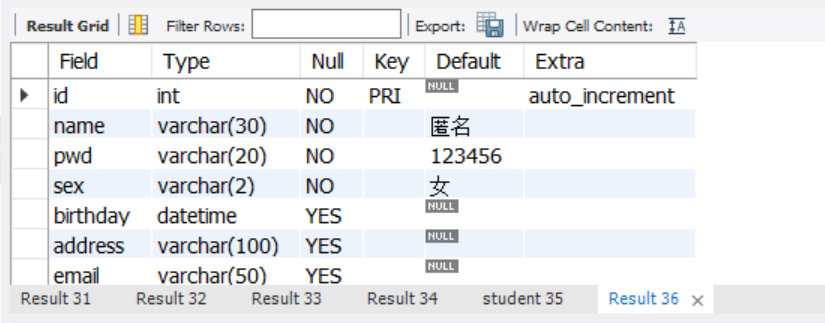 Result Grid Filter Rows: Export: Wrap Cell Content: IA
Field Type Null Key Default Extra
id int NO PRI NULL auto_increment
name varchar(30) NO 匿名
pwd varchar(20) NO 123456
sex varchar(2) NO 女
birthday datetime YES NULL
address varchar(100) YES NULL
email varchar(50) YES NULL
Result 31 Result 32 Result 33 Result 34 student 35 Result 36 ×